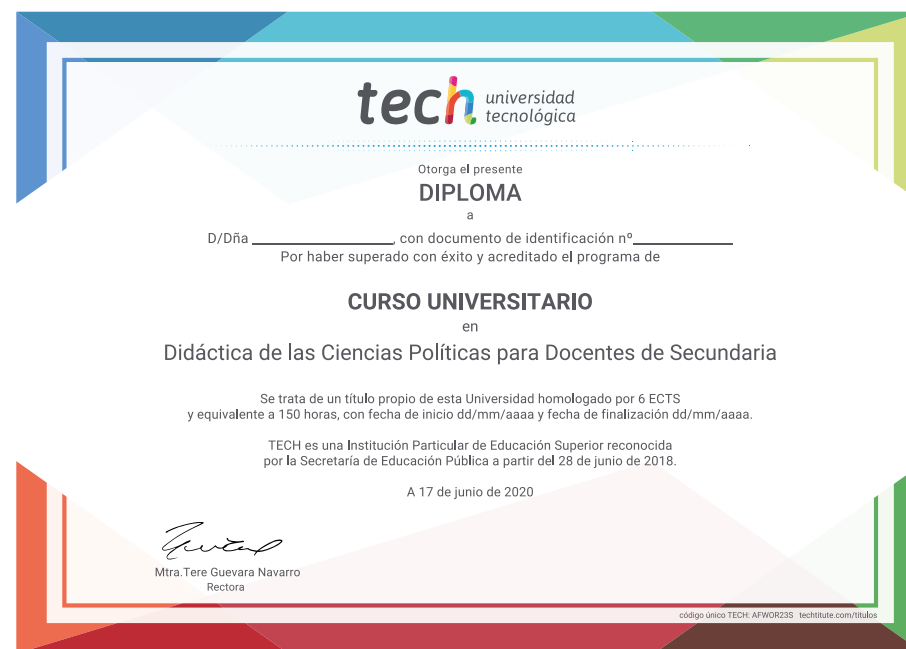 tech universidad
tecnológica
Otorga el presente
DIPLOMA
a
D/Dña ____________________, con documento de identificación nº______________
Por haber superado con éxito y acreditado el programa de
CURSO UNIVERSITARIO
en
Didáctica de las Ciencias Políticas para Docentes de Secundaria
Se trata de un título propio de esta Universidad homologado por 6 ECTS
y equivalente a 150 horas, con fecha de inicio dd/mm/aaaa y fecha de finalización dd/mm/aaaa.
TECH es una Institución Particular de Educación Superior reconocida
por la Secretaría de Educación Pública a partir del 28 de junio de 2018.
A 17 de junio de 2020
Mtra.Tere Guevara Navarro
Rectora
código único TECH: AFWOR23S techtitute.com/titulos